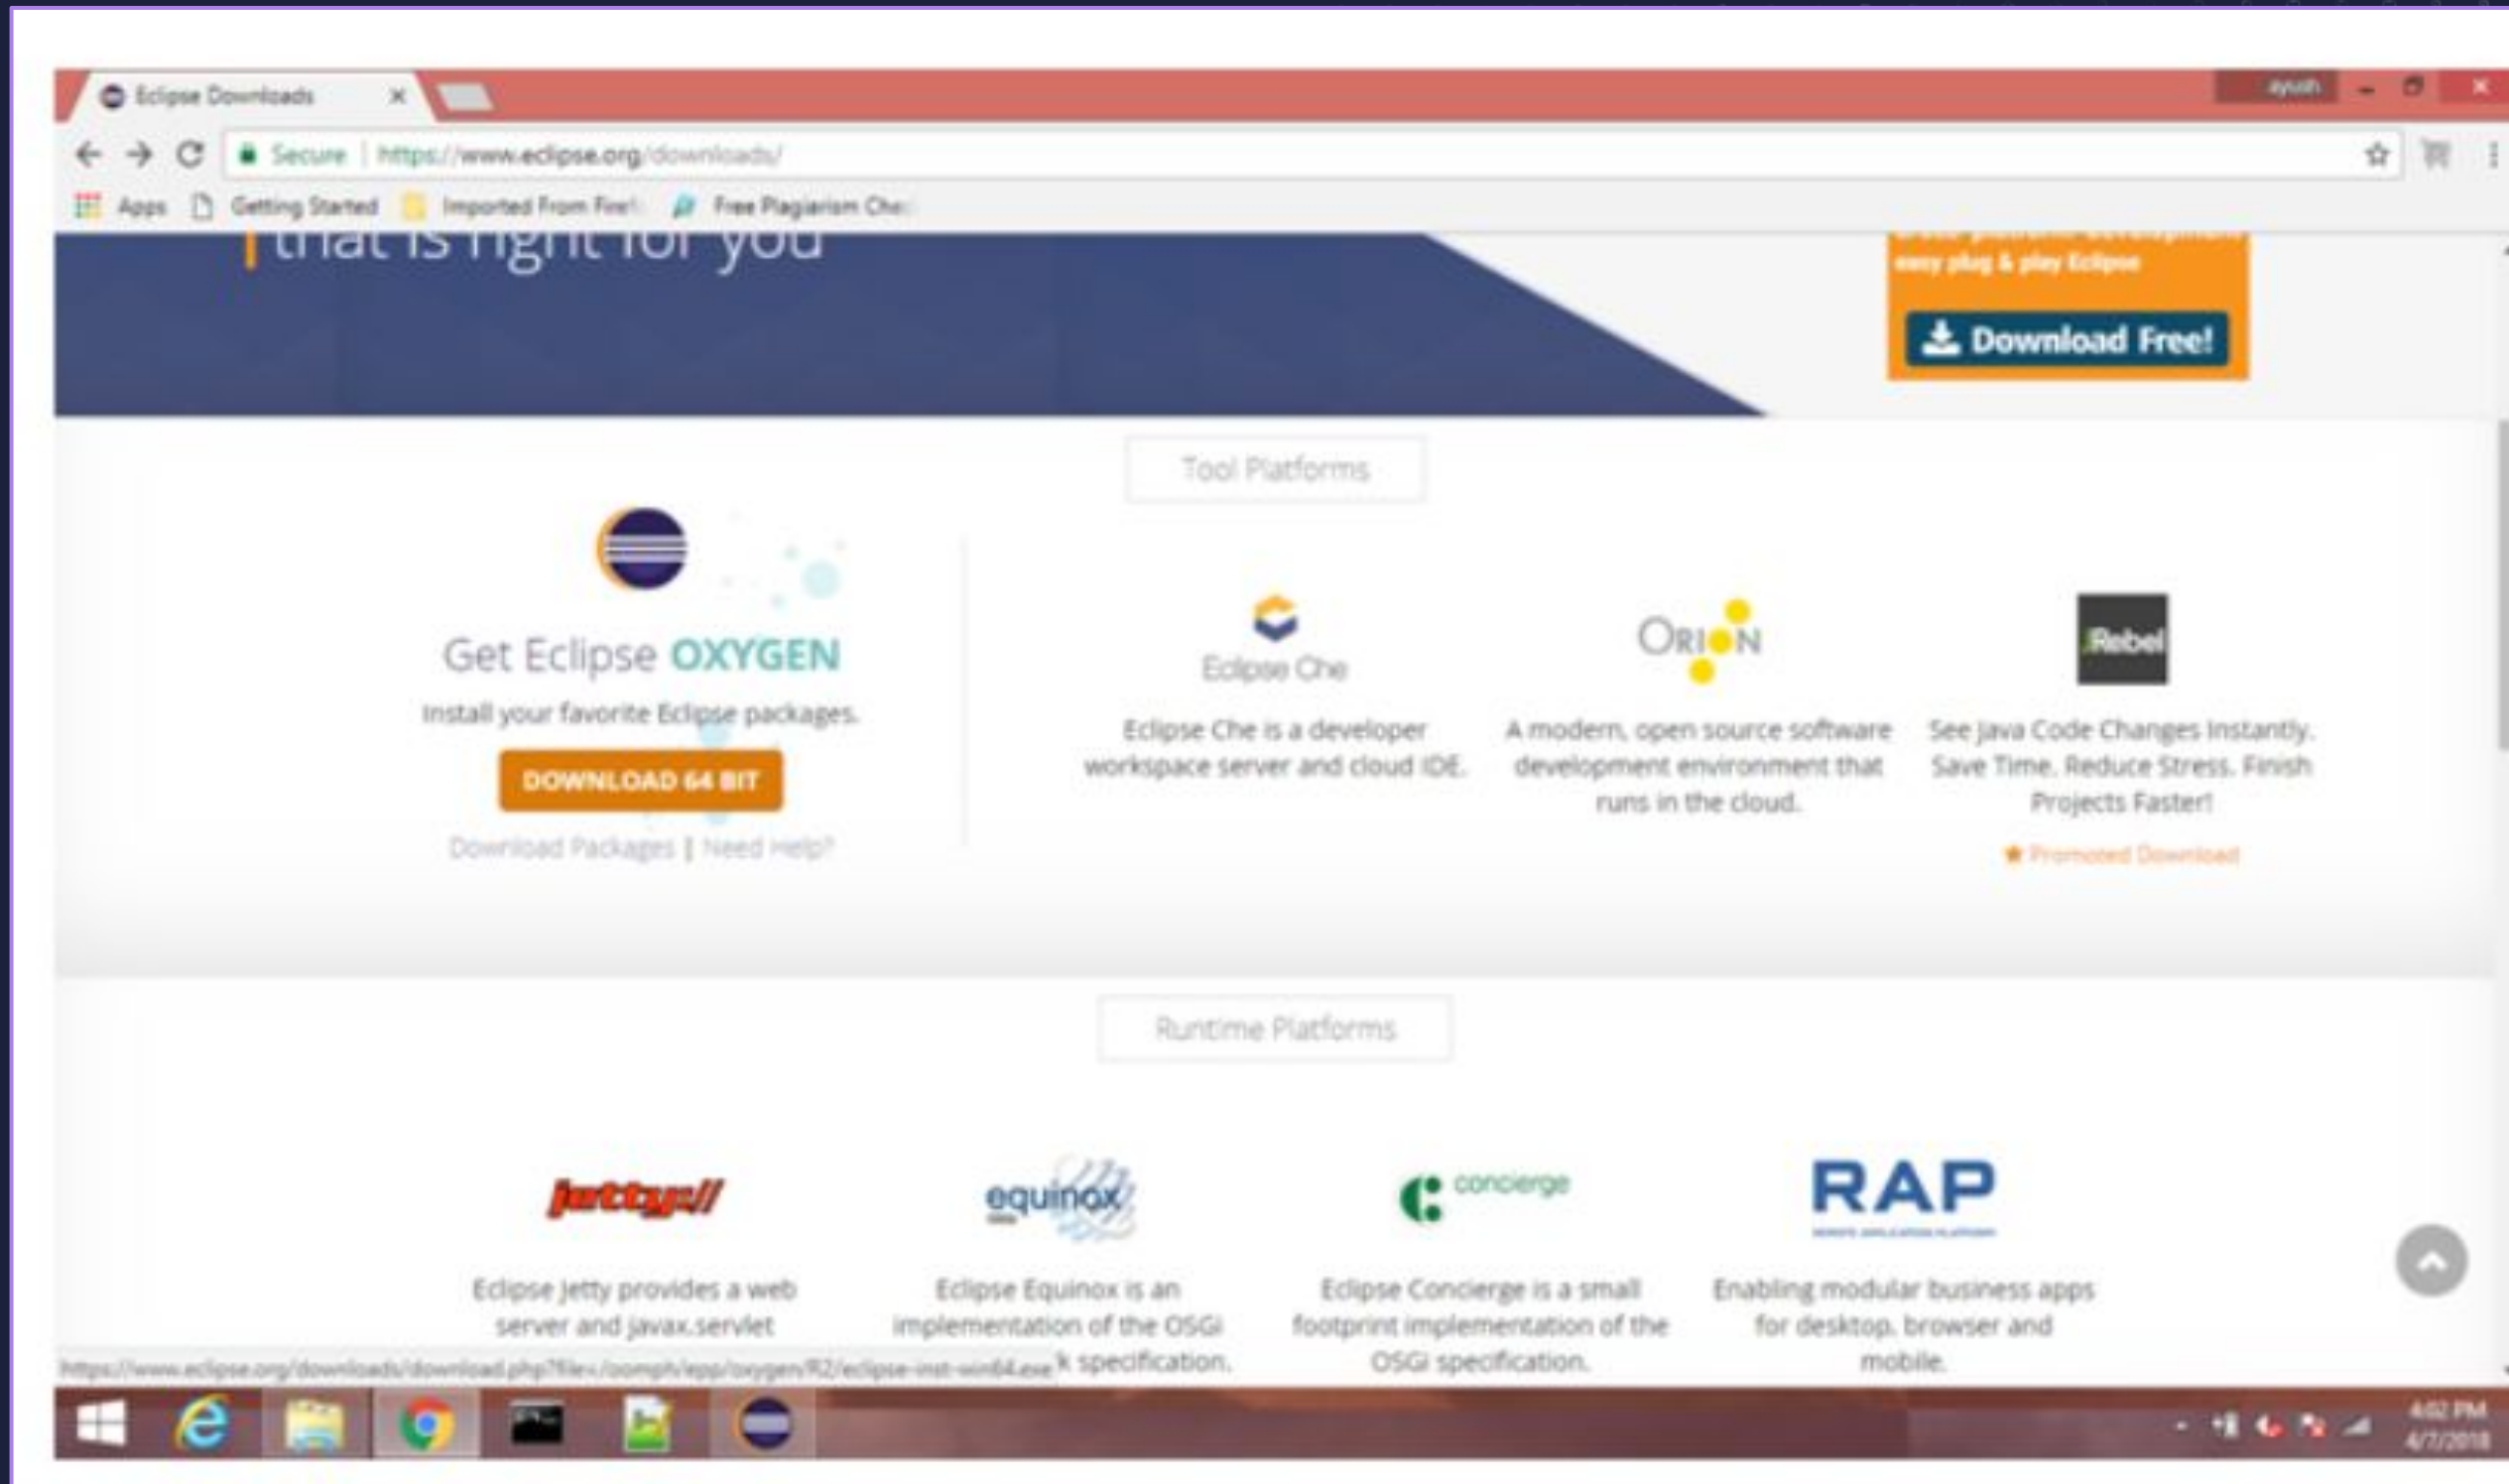 Eclipse Downloads
ayush
Secure https://www.eclipse.org/downloads/
Apps Getting Started Imported From Firef Free Plagiarism Chec
that is right for you
easy plug & play Eclipse
Download Free!
Tool Platforms
Get Eclipse OXYGEN
Install your favorite Eclipse packages.
DOWNLOAD 64 BIT
Download Packages | Need Help?
Eclipse Che
Eclipse Che is a developer
workspace server and cloud IDE.
ORION
A modern, open source software
development environment that
runs in the cloud.
JRebel
See Java Code Changes Instantly.
Save Time. Reduce Stress. Finish
Projects Faster!
Promoted Download
Runtime Platforms
jetty://
Eclipse Jetty provides a web
server and javax.servlet
equinox
Eclipse Equinox is an
implementation of the OSGi
k specification.
concierge
Eclipse Concierge is a small
footprint implementation of the
OSGi specification.
RAP
REMOTE APPLICATION PLATFORM
Enabling modular business apps
for desktop, browser and
mobile.
https://www.eclipse.org/downloads/download.php?file=/oomph/epp/oxygen/R2/eclipse-inst-win64.exe
4:02 PM
4/7/2018